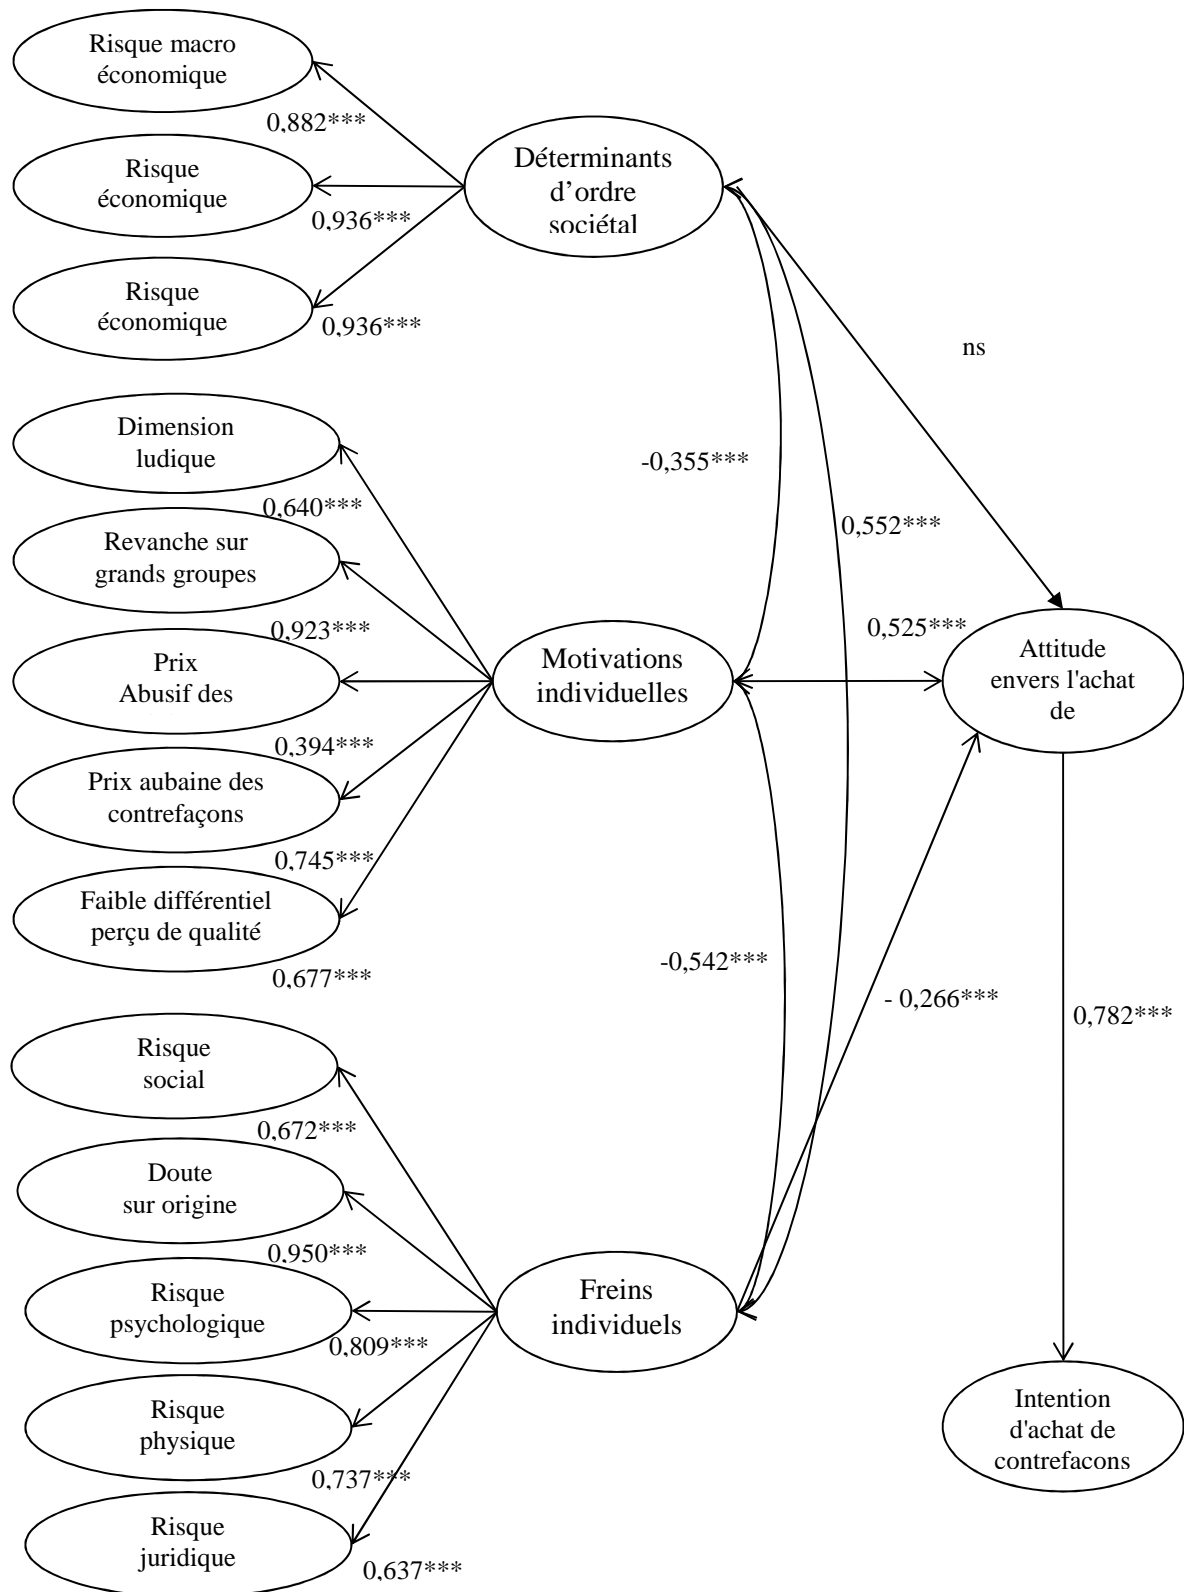 Risque macro
économique
0,882***
Risque
économique
0,936***
Risque
économique
0,936***
Déterminants
d’ordre
sociétal
ns
-0,355***
0,552***
Dimension
ludique
0,640***
Revanche sur
grands groupes
0,923***
Prix
Abusif des
0,394***
Prix aubaine des
contrefaçons
0,745***
Faible différentiel
perçu de qualité
0,677***
Motivations
individuelles
0,525***
Attitude
envers l'achat
de
-0,542***
- 0,266***
0,782***
Risque
social
0,672***
Doute
sur origine
0,950***
Risque
psychologique
0,809***
Risque
physique
0,737***
Risque
juridique
0,637***
Freins
individuels
Intention
d'achat de
contrefacons